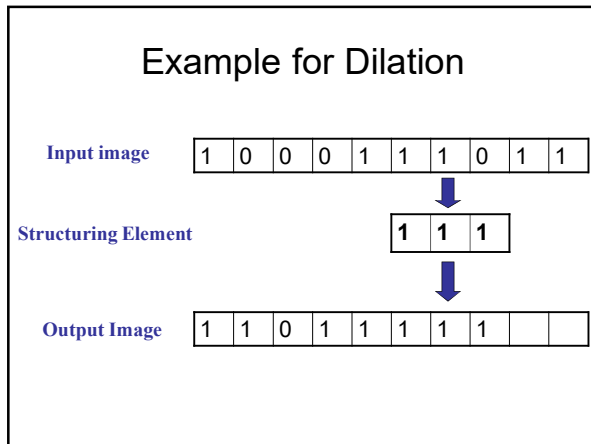 Example for Dilation
Input image 1 0 0 0 1 1 1 0 1 1
Structuring Element 1 1 1
Output Image 1 1 0 1 1 1 1 1